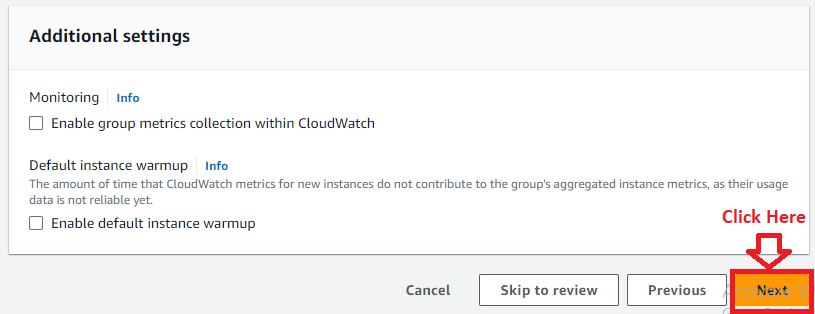 Additional settings
Monitoring Info
Enable group metrics collection within CloudWatch
Default instance warmup Info
The amount of time that CloudWatch metrics for new instances do not contribute to the group's aggregated instance metrics, as their usage
data is not reliable yet.
Enable default instance warmup
Click Here
Cancel Skip to review Previous Next